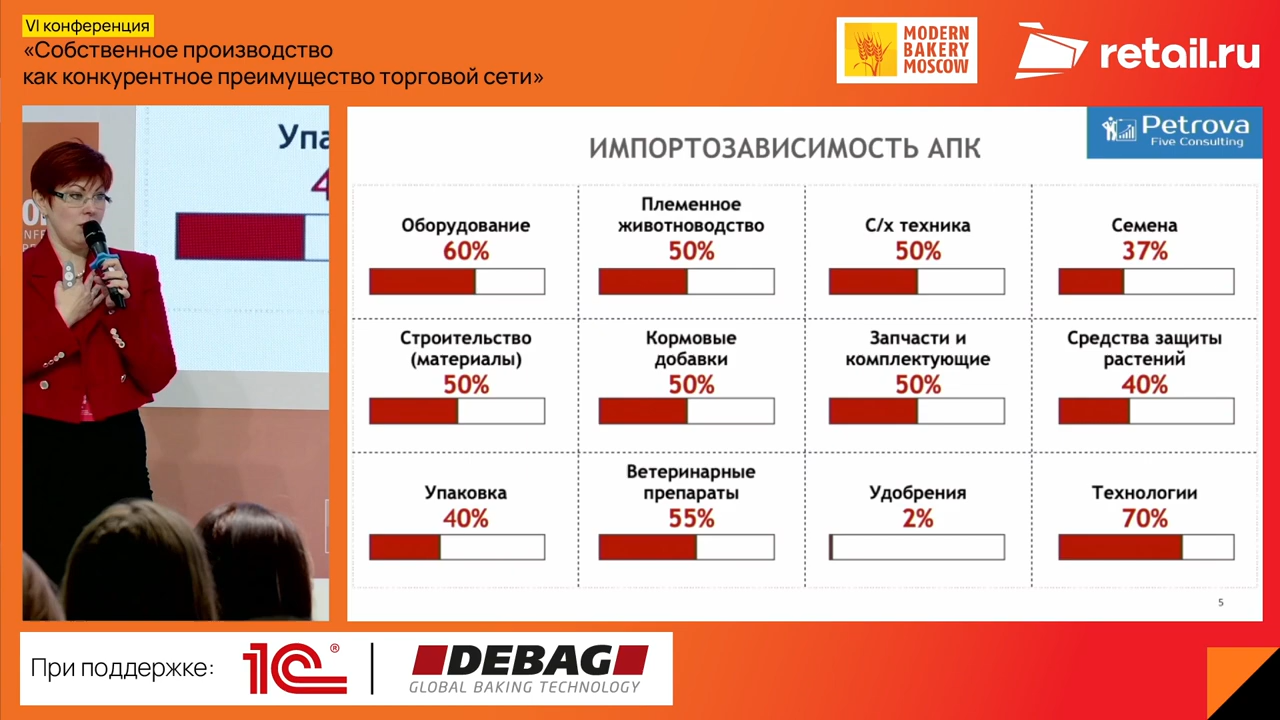 VI конференция
«Собственное производство
как конкурентное преимущество торговой сети»
MODERN
BAKERY
MOSCOW
retail.ru
Petrova
Five Consulting
ИМПОРТОЗАВИСИМОСТЬ АПК
Оборудование
60%
Племенное
животноводство
50%
С/х техника
50%
Семена
37%
Строительство
(материалы)
50%
Кормовые
добавки
50%
Запчасти и
комплектующие
50%
Средства защиты
растений
40%
Упаковка
40%
Ветеринарные
препараты
55%
Удобрения
2%
Технологии
70%
5
При поддержке:
1С®
DEBAG
GLOBAL BAKING TECHNOLOGY